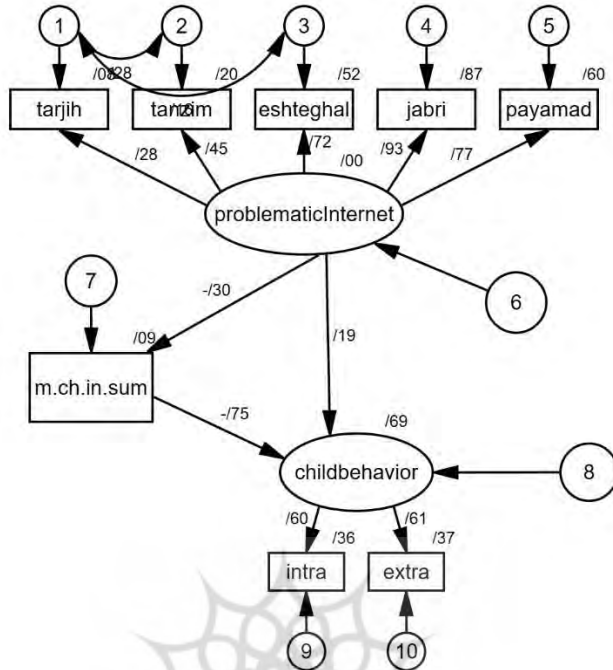 1 2 3 4 5
/08 /28 /20 /52 /87 /60
tarjih tanzim eshteghal jabri payamad
/28 /45 /72 /93 /77
/00
problematicInternet
7
-/30
6
/09
/19
m.ch.in.sum
-/75
/69
childbehavior
8
/60 /61
/36 /37
intra extra
9 10